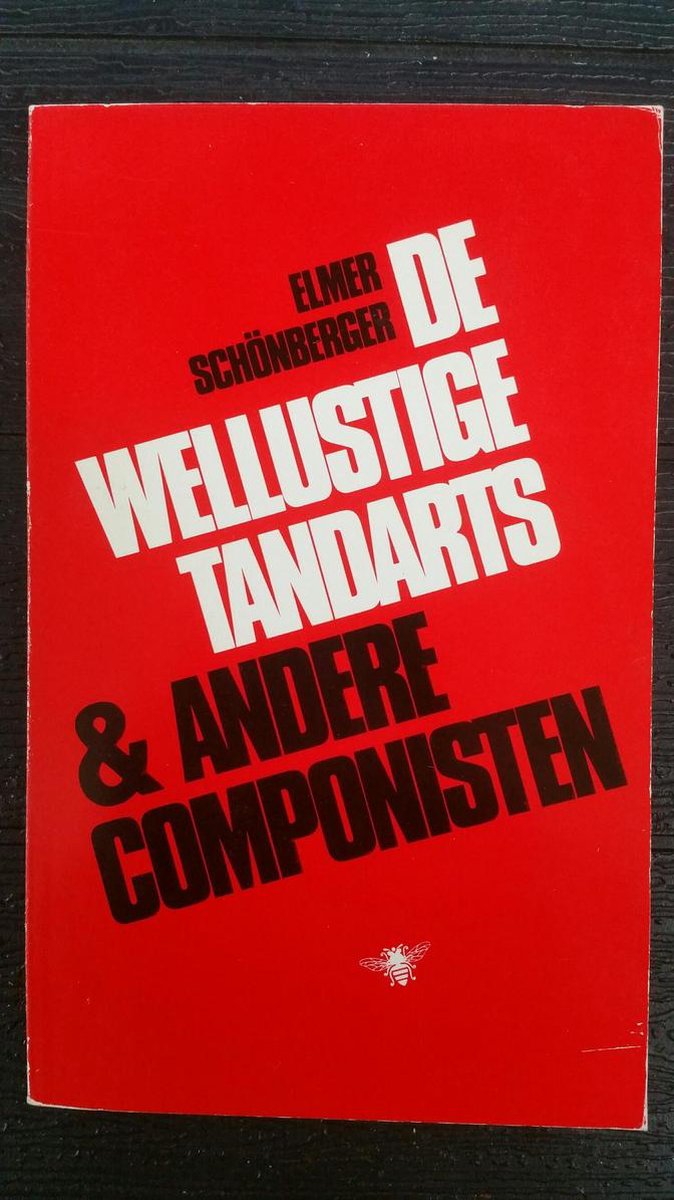 ELMER
SCHÖNBERGER
DE
WELLUSTIGE
TANDARTS
& ANDERE
COMPONISTEN